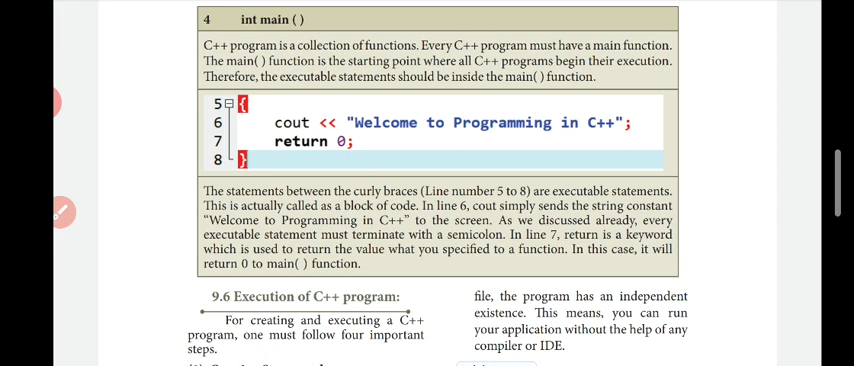 4 int main ( )
C++ program is a collection of functions. Every C++ program must have a main function.
The main( ) function is the starting point where all C++ programs begin their execution.
Therefore, the executable statements should be inside the main( ) function.
5 {
6 cout << "Welcome to Programming in C++";
7 return 0;
8 }
The statements between the curly braces (Line number 5 to 8) are executable statements.
This is actually called as a block of code. In line 6, cout simply sends the string constant
“Welcome to Programming in C++” to the screen. As we discussed already, every
executable statement must terminate with a semicolon. In line 7, return is a keyword
which is used to return the value what you specified to a function. In this case, it will
return 0 to main( ) function.
9.6 Execution of C++ program:
For creating and executing a C++
program, one must follow four important
steps.
file, the program has an independent
existence. This means, you can run
your application without the help of any
compiler or IDE.